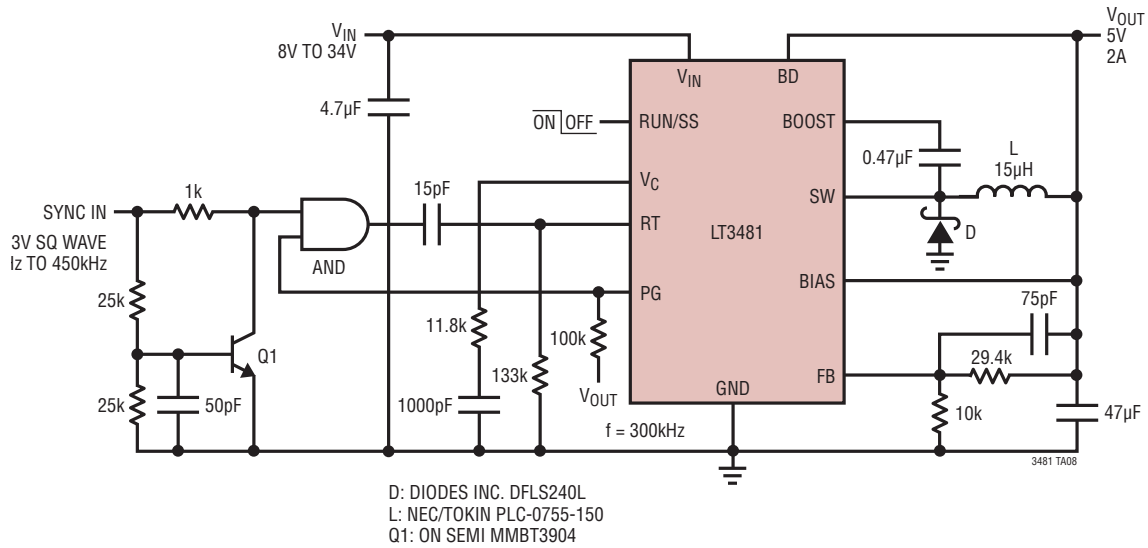 VIN
8V TO 34V
4.7µF
ON OFF
VIN
BD
RUN/SS
BOOST
VC
SW
RT
LT3481
PG
BIAS
GND
FB
VOUT
5V
2A
0.47µF
L
15µH
D
75pF
29.4k
10k
47µF
SYNC IN
3V SQ WAVE
Iz TO 450kHz
1k
25k
25k
50pF
Q1
AND
15pF
11.8k
1000pF
133k
100k
VOUT
f = 300kHz
3481 TA08
D: DIODES INC. DFLS240L
L: NEC/TOKIN PLC-0755-150
Q1: ON SEMI MMBT3904